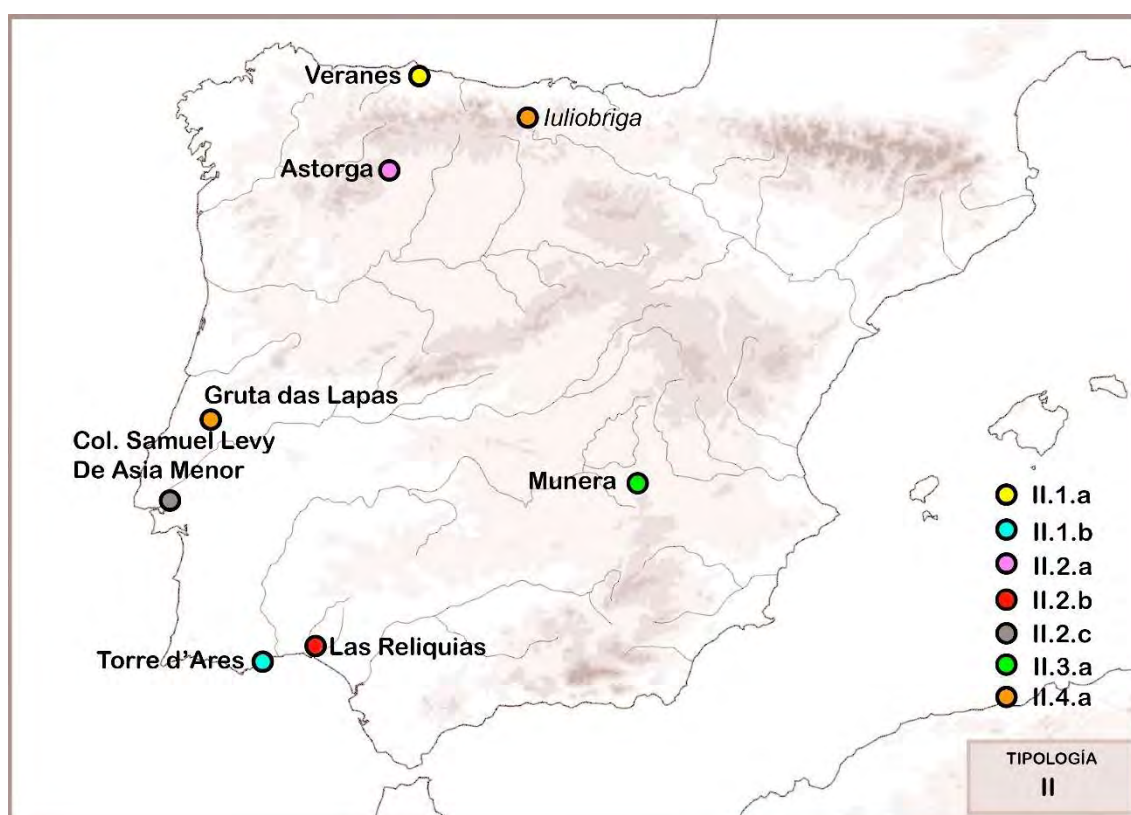 Veranes
Iuliobriga
Astorga
Gruta das Lapas
Col. Samuel Levy
De Asia Menor
Munera
Las Reliquias
Torre d'Ares
II.1.a
II.1.b
II.2.a
II.2.b
II.2.c
II.3.a
II.4.a
TIPOLOGÍA
II